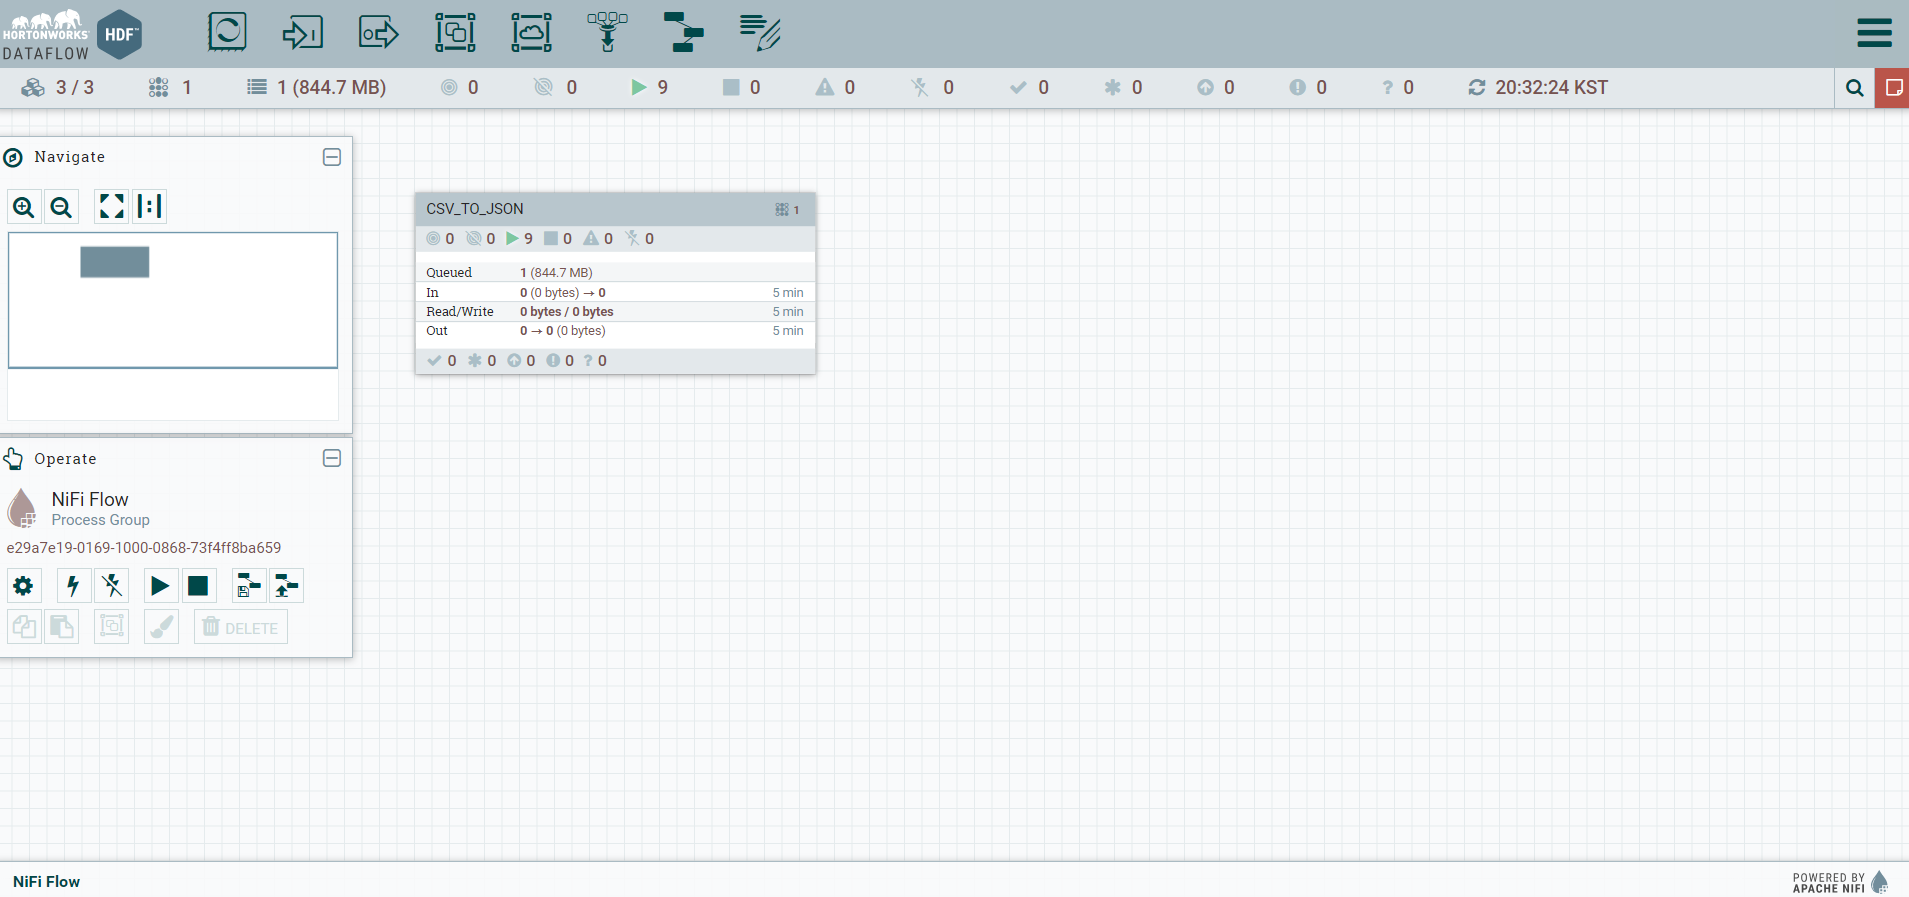 HORTONWORKS
DATAFLOW
HDF™
3 / 3
1
1 (844.7 MB)
0
0
9
0
0
0
0
0
0
0
? 0
20:32:24 KST
Navigate
CSV_TO_JSON
1
0 0 9 0 0 0
Queued 1 (844.7 MB)
In 0 (0 bytes) → 0 5 min
Read/Write 0 bytes / 0 bytes 5 min
Out 0 → 0 (0 bytes) 5 min
0 0 0 0 ? 0
Operate
NiFi Flow
Process Group
e29a7e19-0169-1000-0868-73f4ff8ba659
DELETE
NiFi Flow
POWERED BY
APACHE NIFI